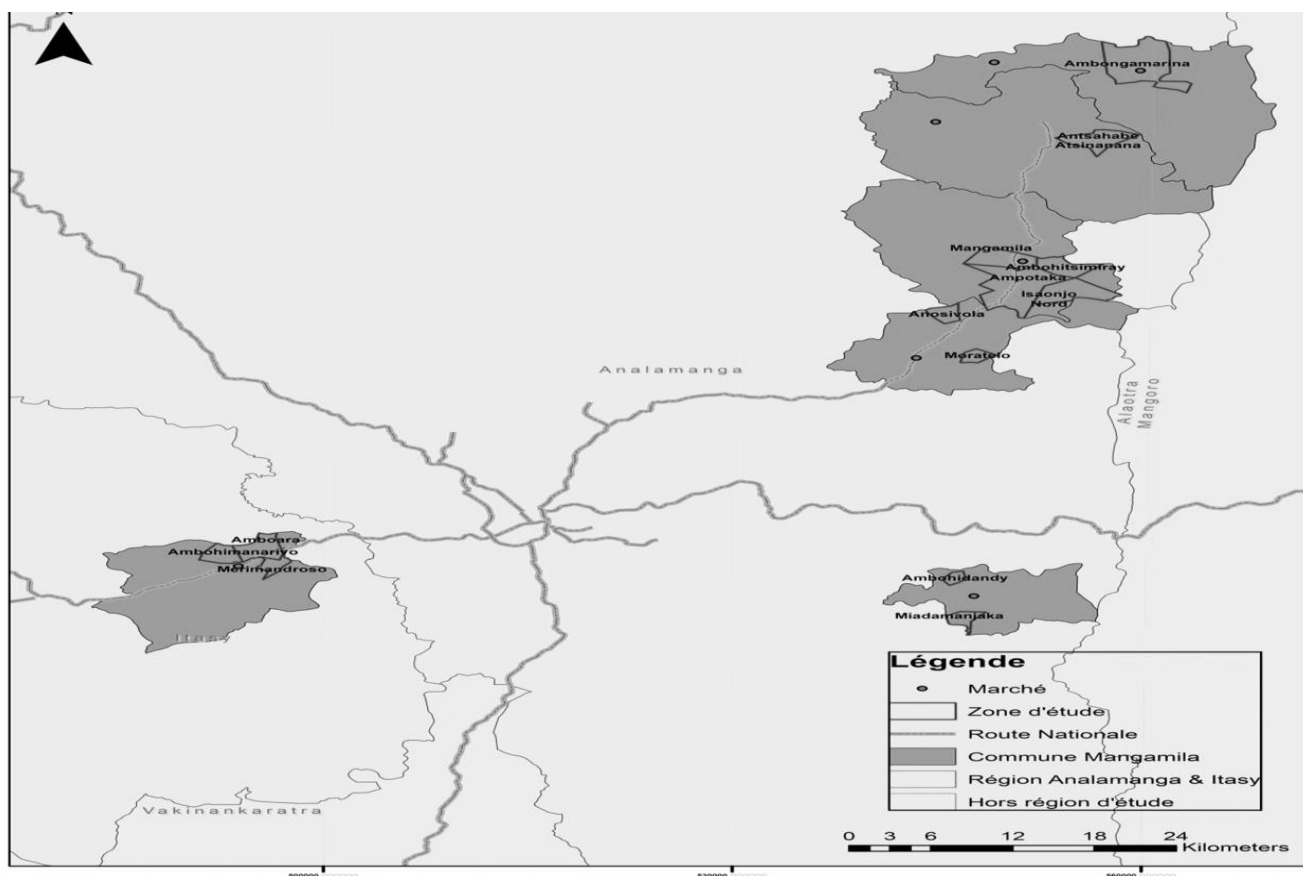 Ambongamarina
Antsahabe
Atsinanana
Mangamila
Ambohitsimiray
Ampotaka
Isaonjo
Nord
Anosivola
Moratelo
Analamanga
Alaotra
Mangoro
Amboara
Ambohimanariyo
Merimandroso
Itasy
Ambohidandy
Miadamanjaka
Légende
Marché
Zone d'étude
Route Nationale
Commune Mangamila
Région Analamanga & Itasy
Hors région d'étude
Vakinankaratra
0 3 6 12 18 24
Kilometers